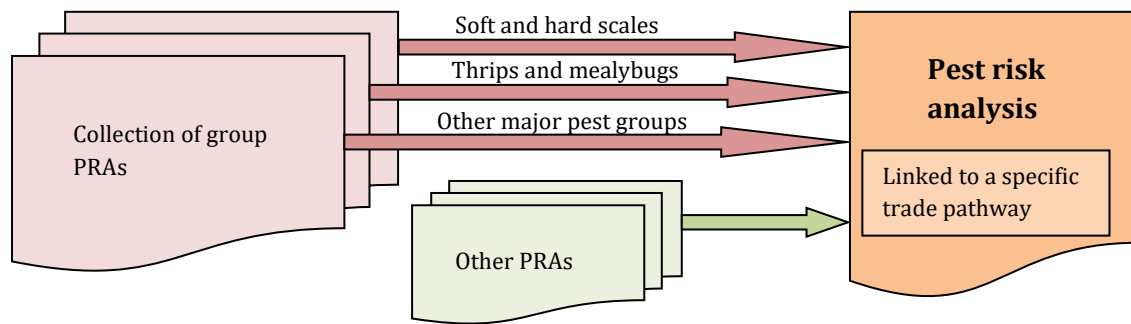 Soft and hard scales
Thrips and mealybugs
Other major pest groups
Collection of group
PRAs
Other PRAs
Pest risk
analysis
Linked to a specific
trade pathway